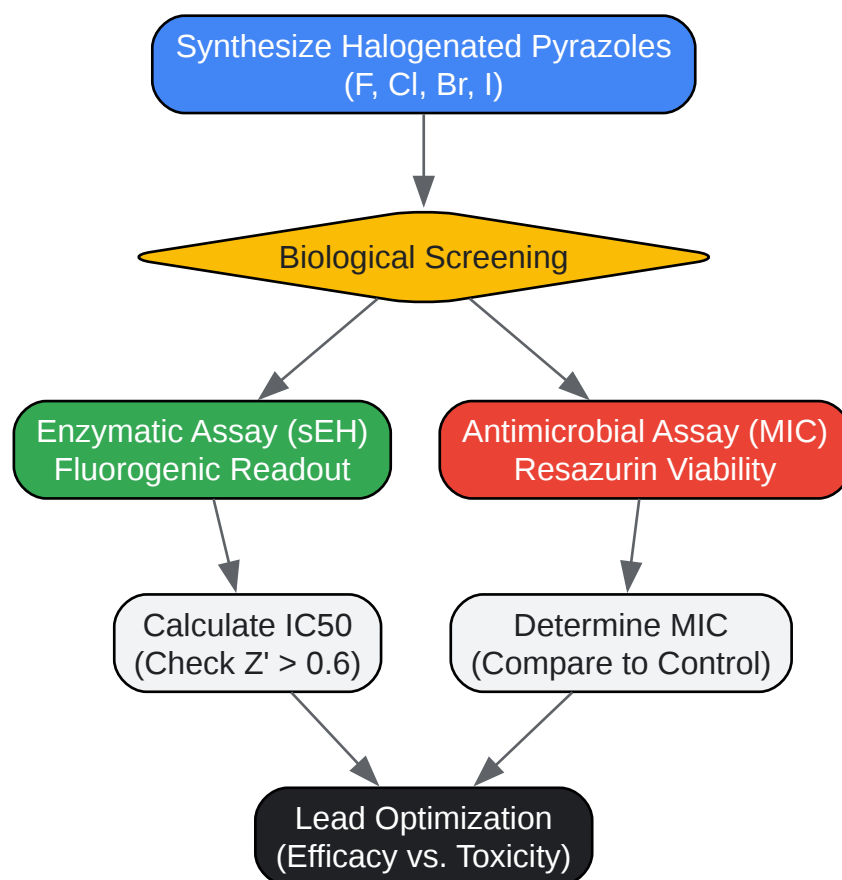 Synthesize Halogenated Pyrazoles
(F, Cl, Br, I)
Biological Screening
Enzymatic Assay (sEH)
Fluorogenic Readout
Antimicrobial Assay (MIC)
Resazurin Viability
Calculate IC50
(Check Z' > 0.6)
Determine MIC
(Compare to Control)
Lead Optimization
(Efficacy vs. Toxicity)